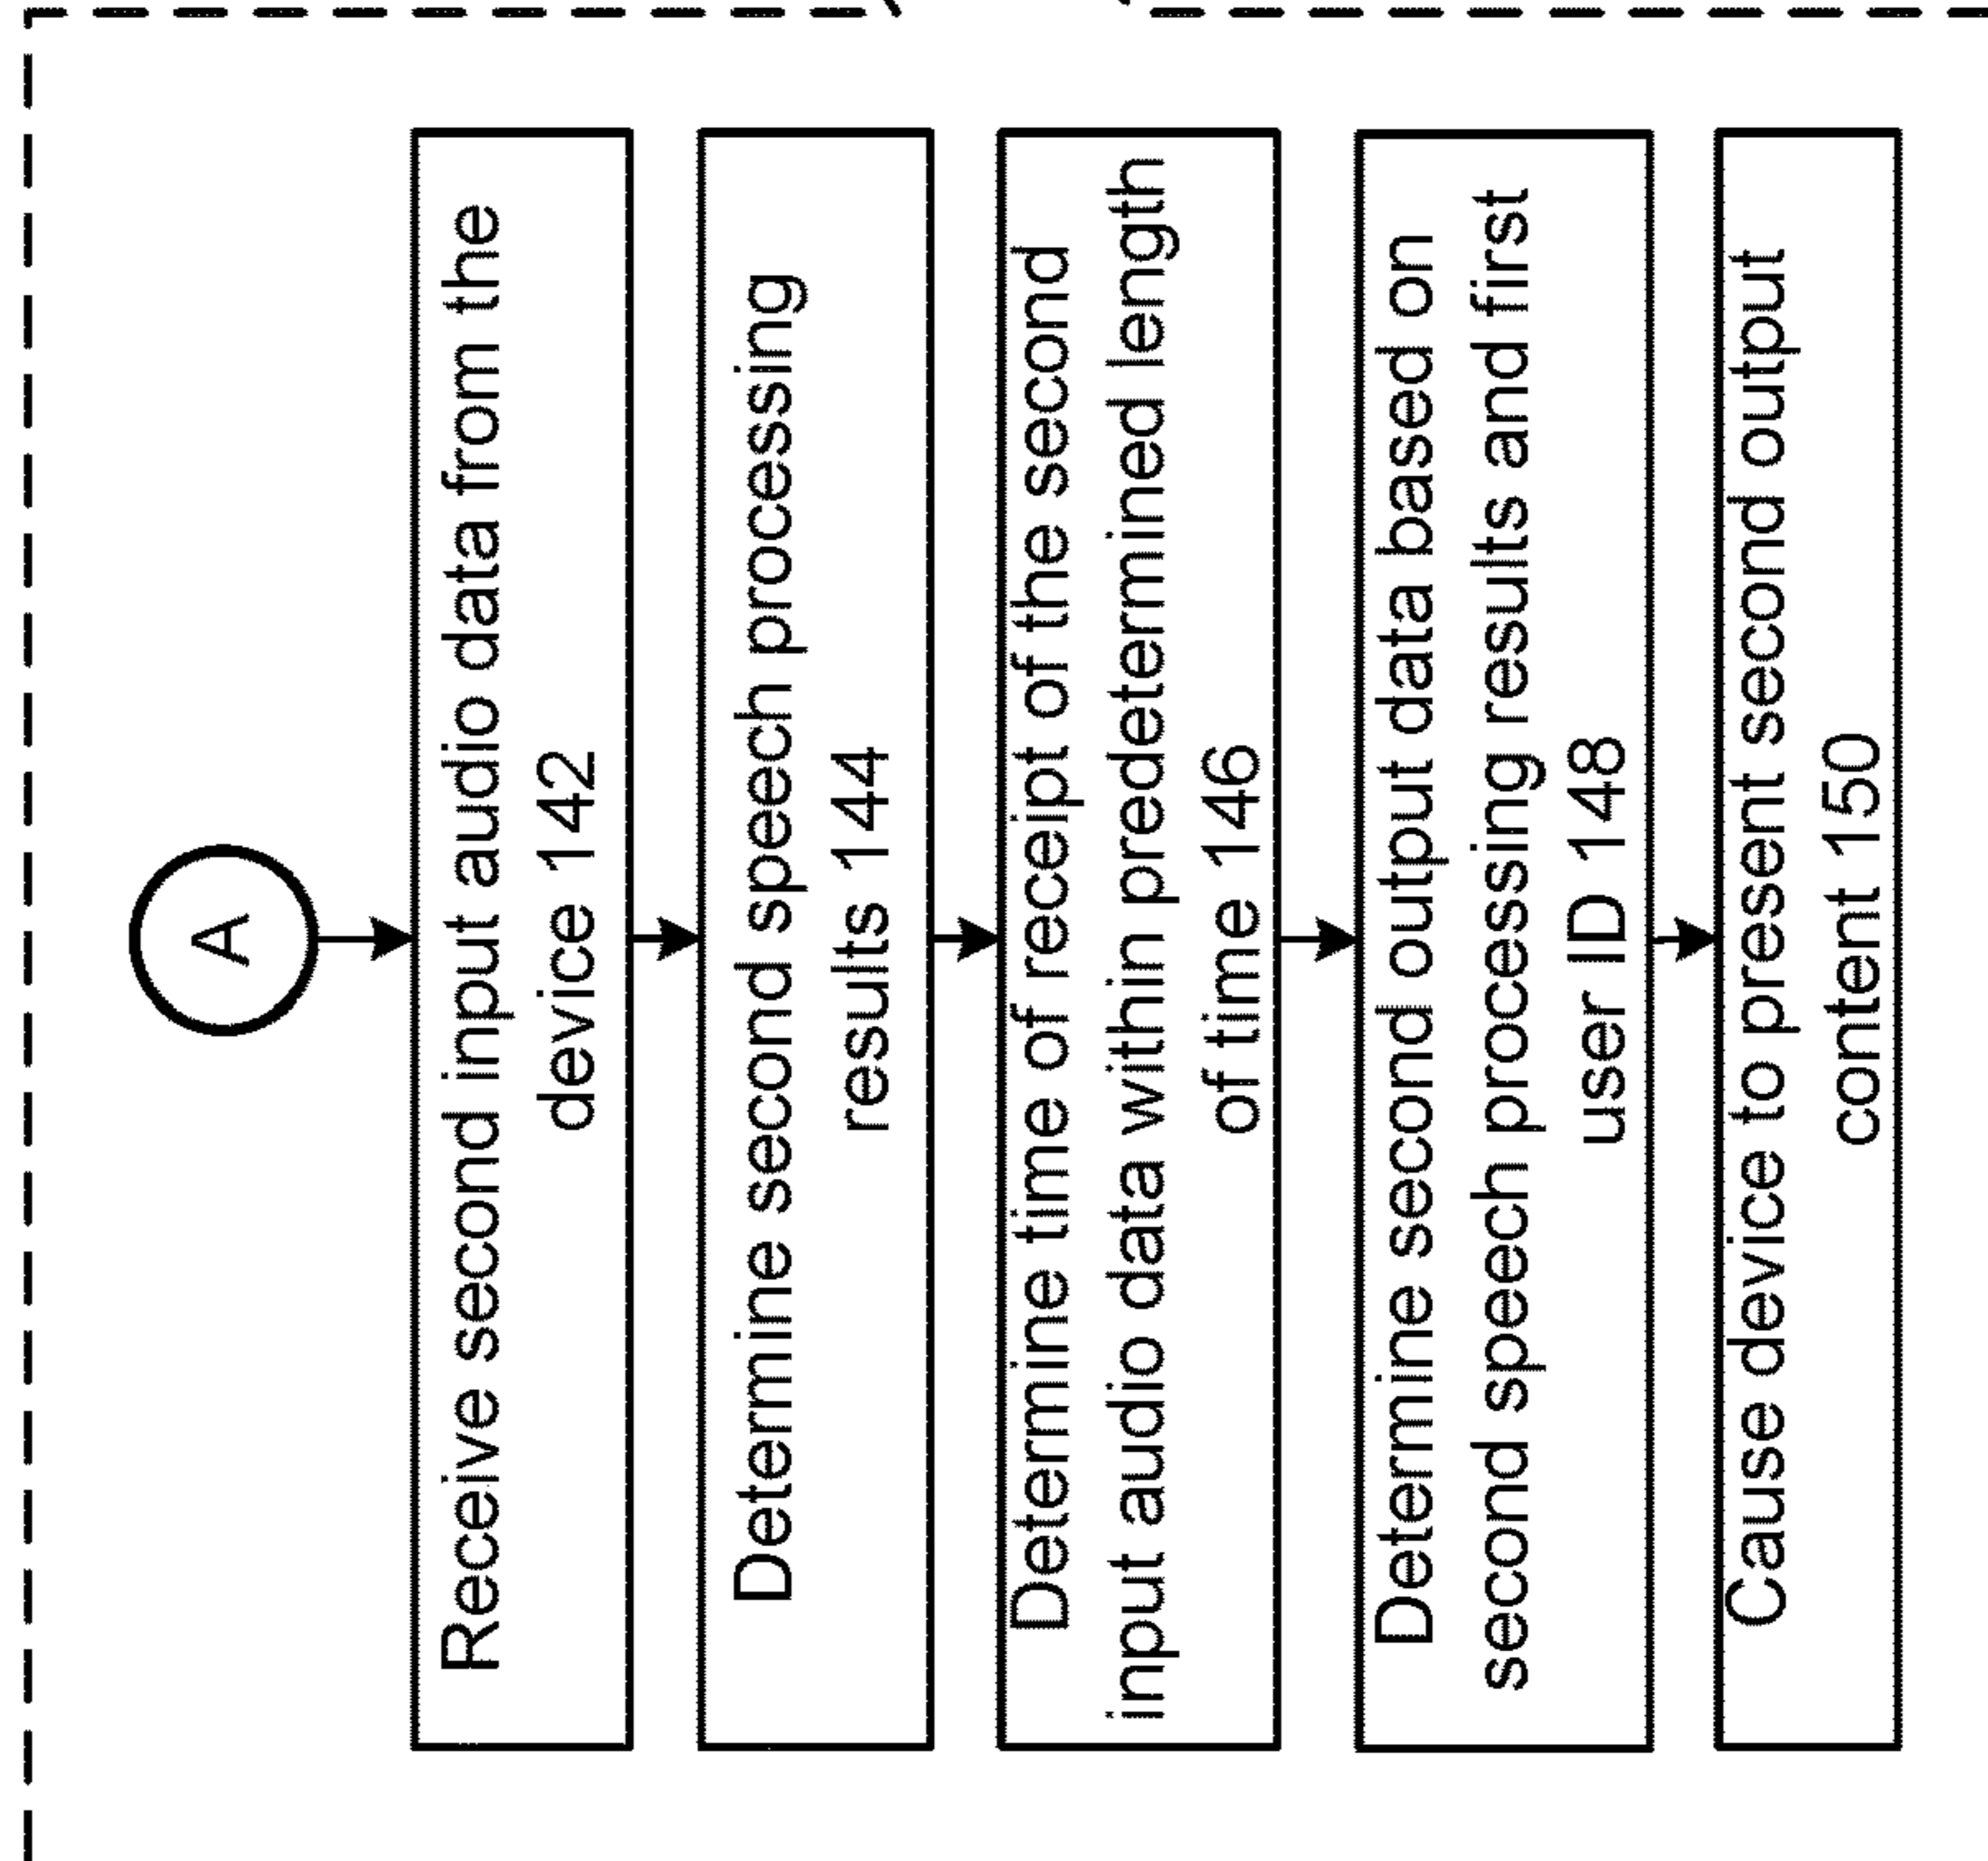 A
Receive second input audio data from the
device 142
Determine second speech processing
results 144
Determine time of receipt of the second
input audio data within predetermined length
of time 146
Determine second output data based on
second speech processing results and first
user ID 148
Cause device to present second output
content 150